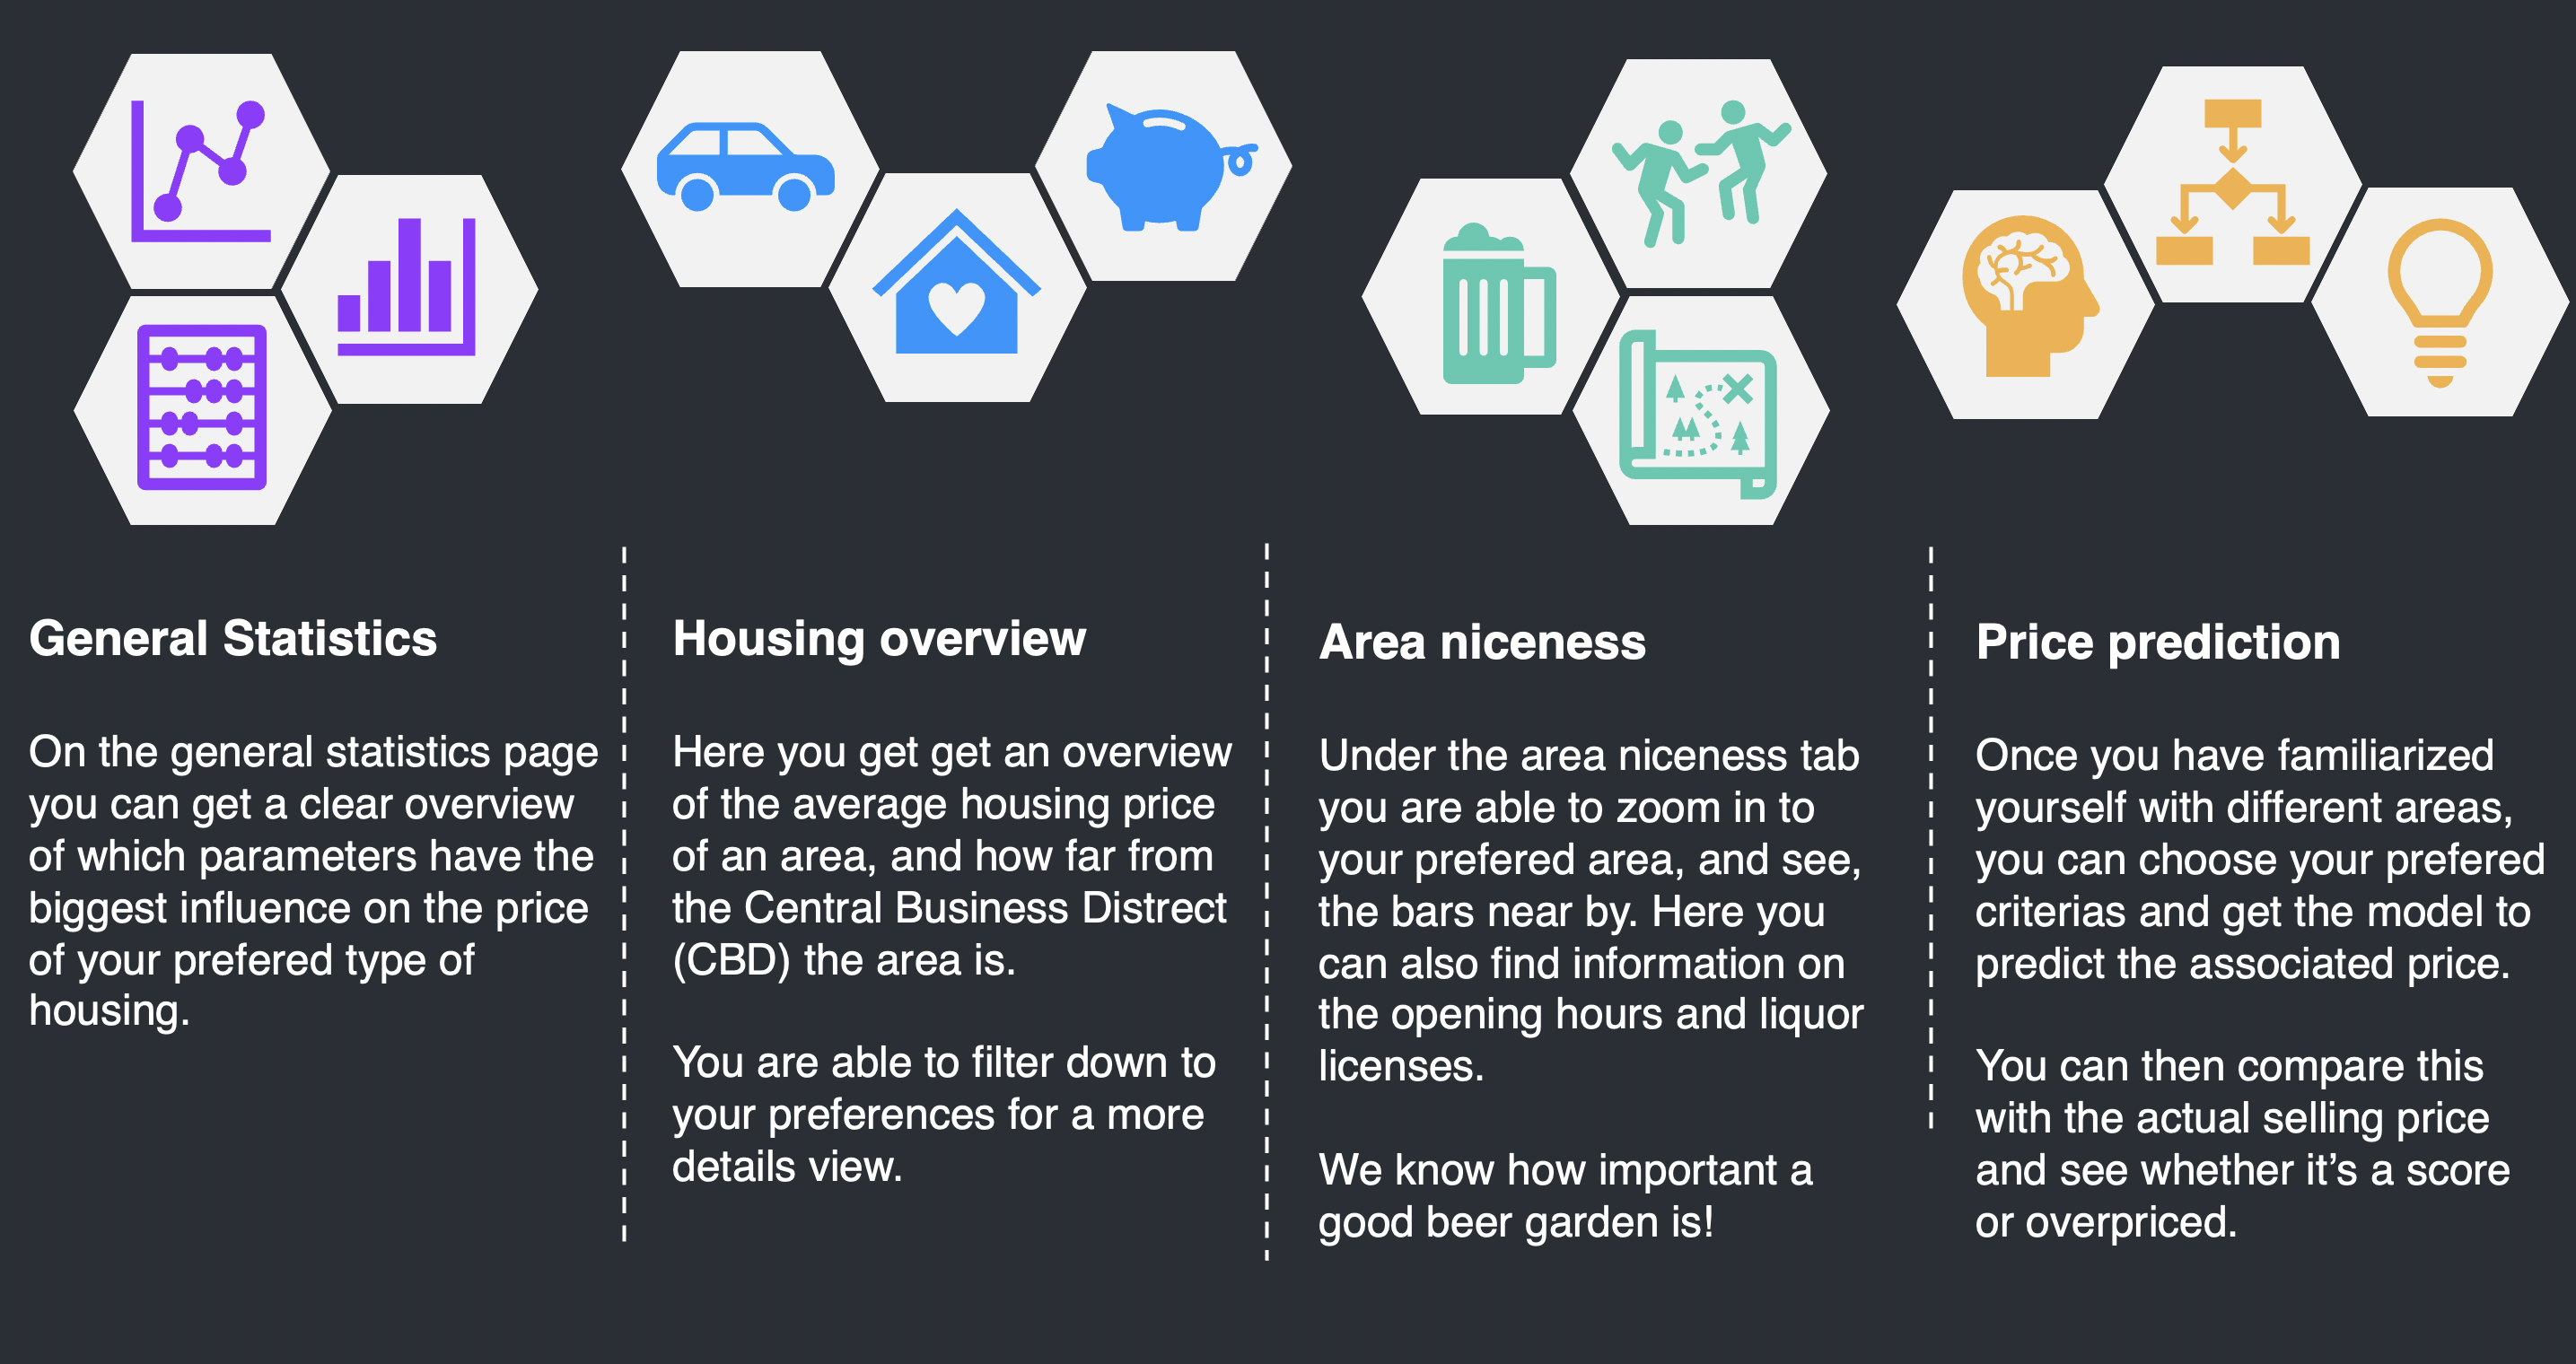 General Statistics
On the general statistics page
you can get a clear overview
of which parameters have the
biggest influence on the price
of your prefered type of
housing.
Housing overview
Here you get get an overview
of the average housing price
of an area, and how far from
the Central Business Distrect
(CBD) the area is.
You are able to filter down to
your preferences for a more
details view.
Area niceness
Under the area niceness tab
you are able to zoom in to
your prefered area, and see,
the bars near by. Here you
can also find information on
the opening hours and liquor
licenses.
We know how important a
good beer garden is!
Price prediction
Once you have familiarized
yourself with different areas,
you can choose your prefered
criterias and get the model to
predict the associated price.
You can then compare this
with the actual selling price
and see whether it’s a score
or overpriced.